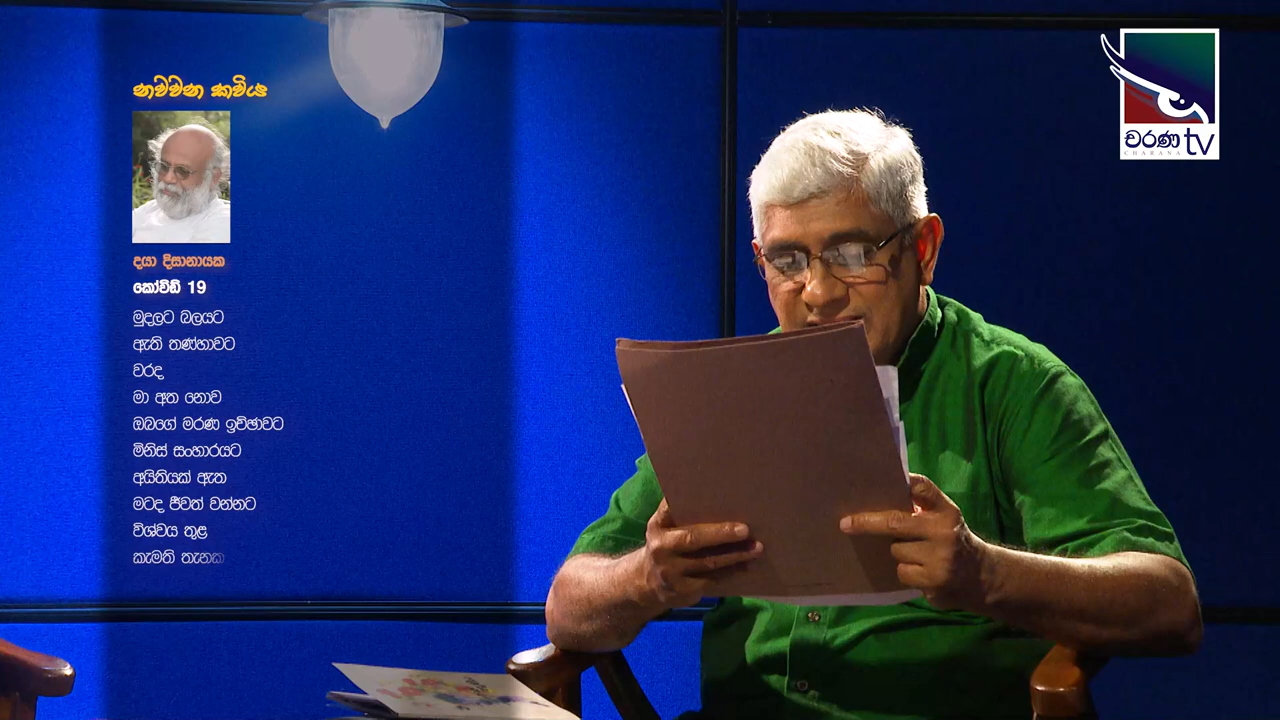 නව්වන කවිය
දයා දිසානායක
කෝවිඩ් 19
මුදලට බලයට
ඇති තණ්හාවට
වරද
මා අත නොව
ඔබගේ මරණ ඉච්ඡාවට
මිනිස් සංහාරයට
අයිතියක් ඇත
මටද ජීවත් වන්නට
විශ්වය තුළ
කැමති තැනක
චරණ tv
CHARANA